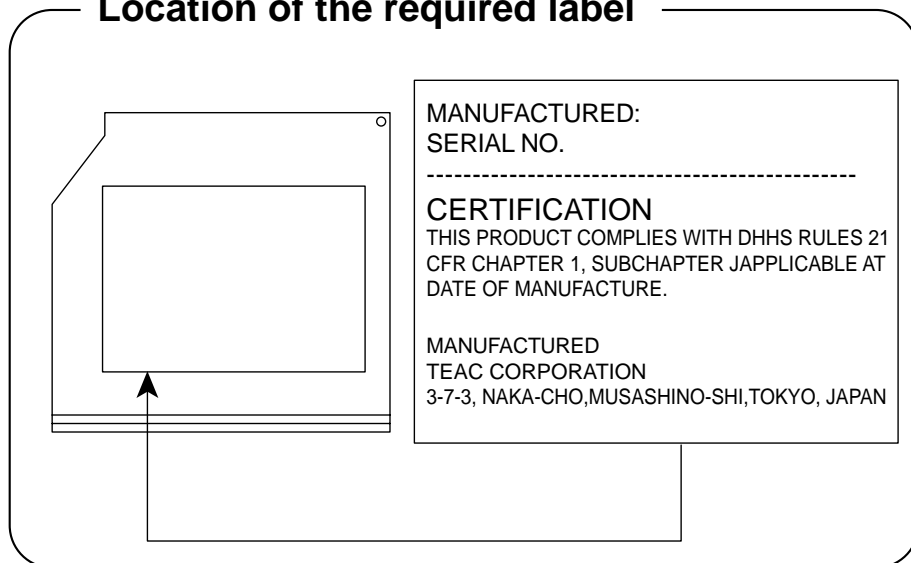 Location of the required label
MANUFACTURED:
SERIAL NO.
-----------------------------------------------
CERTIFICATION
THIS PRODUCT COMPLIES WITH DHHS RULES 21
CFR CHAPTER 1, SUBCHAPTER JAPPLICABLE AT
DATE OF MANUFACTURE.
MANUFACTURED
TEAC CORPORATION
3-7-3, NAKA-CHO,MUSASHINO-SHI,TOKYO, JAPAN